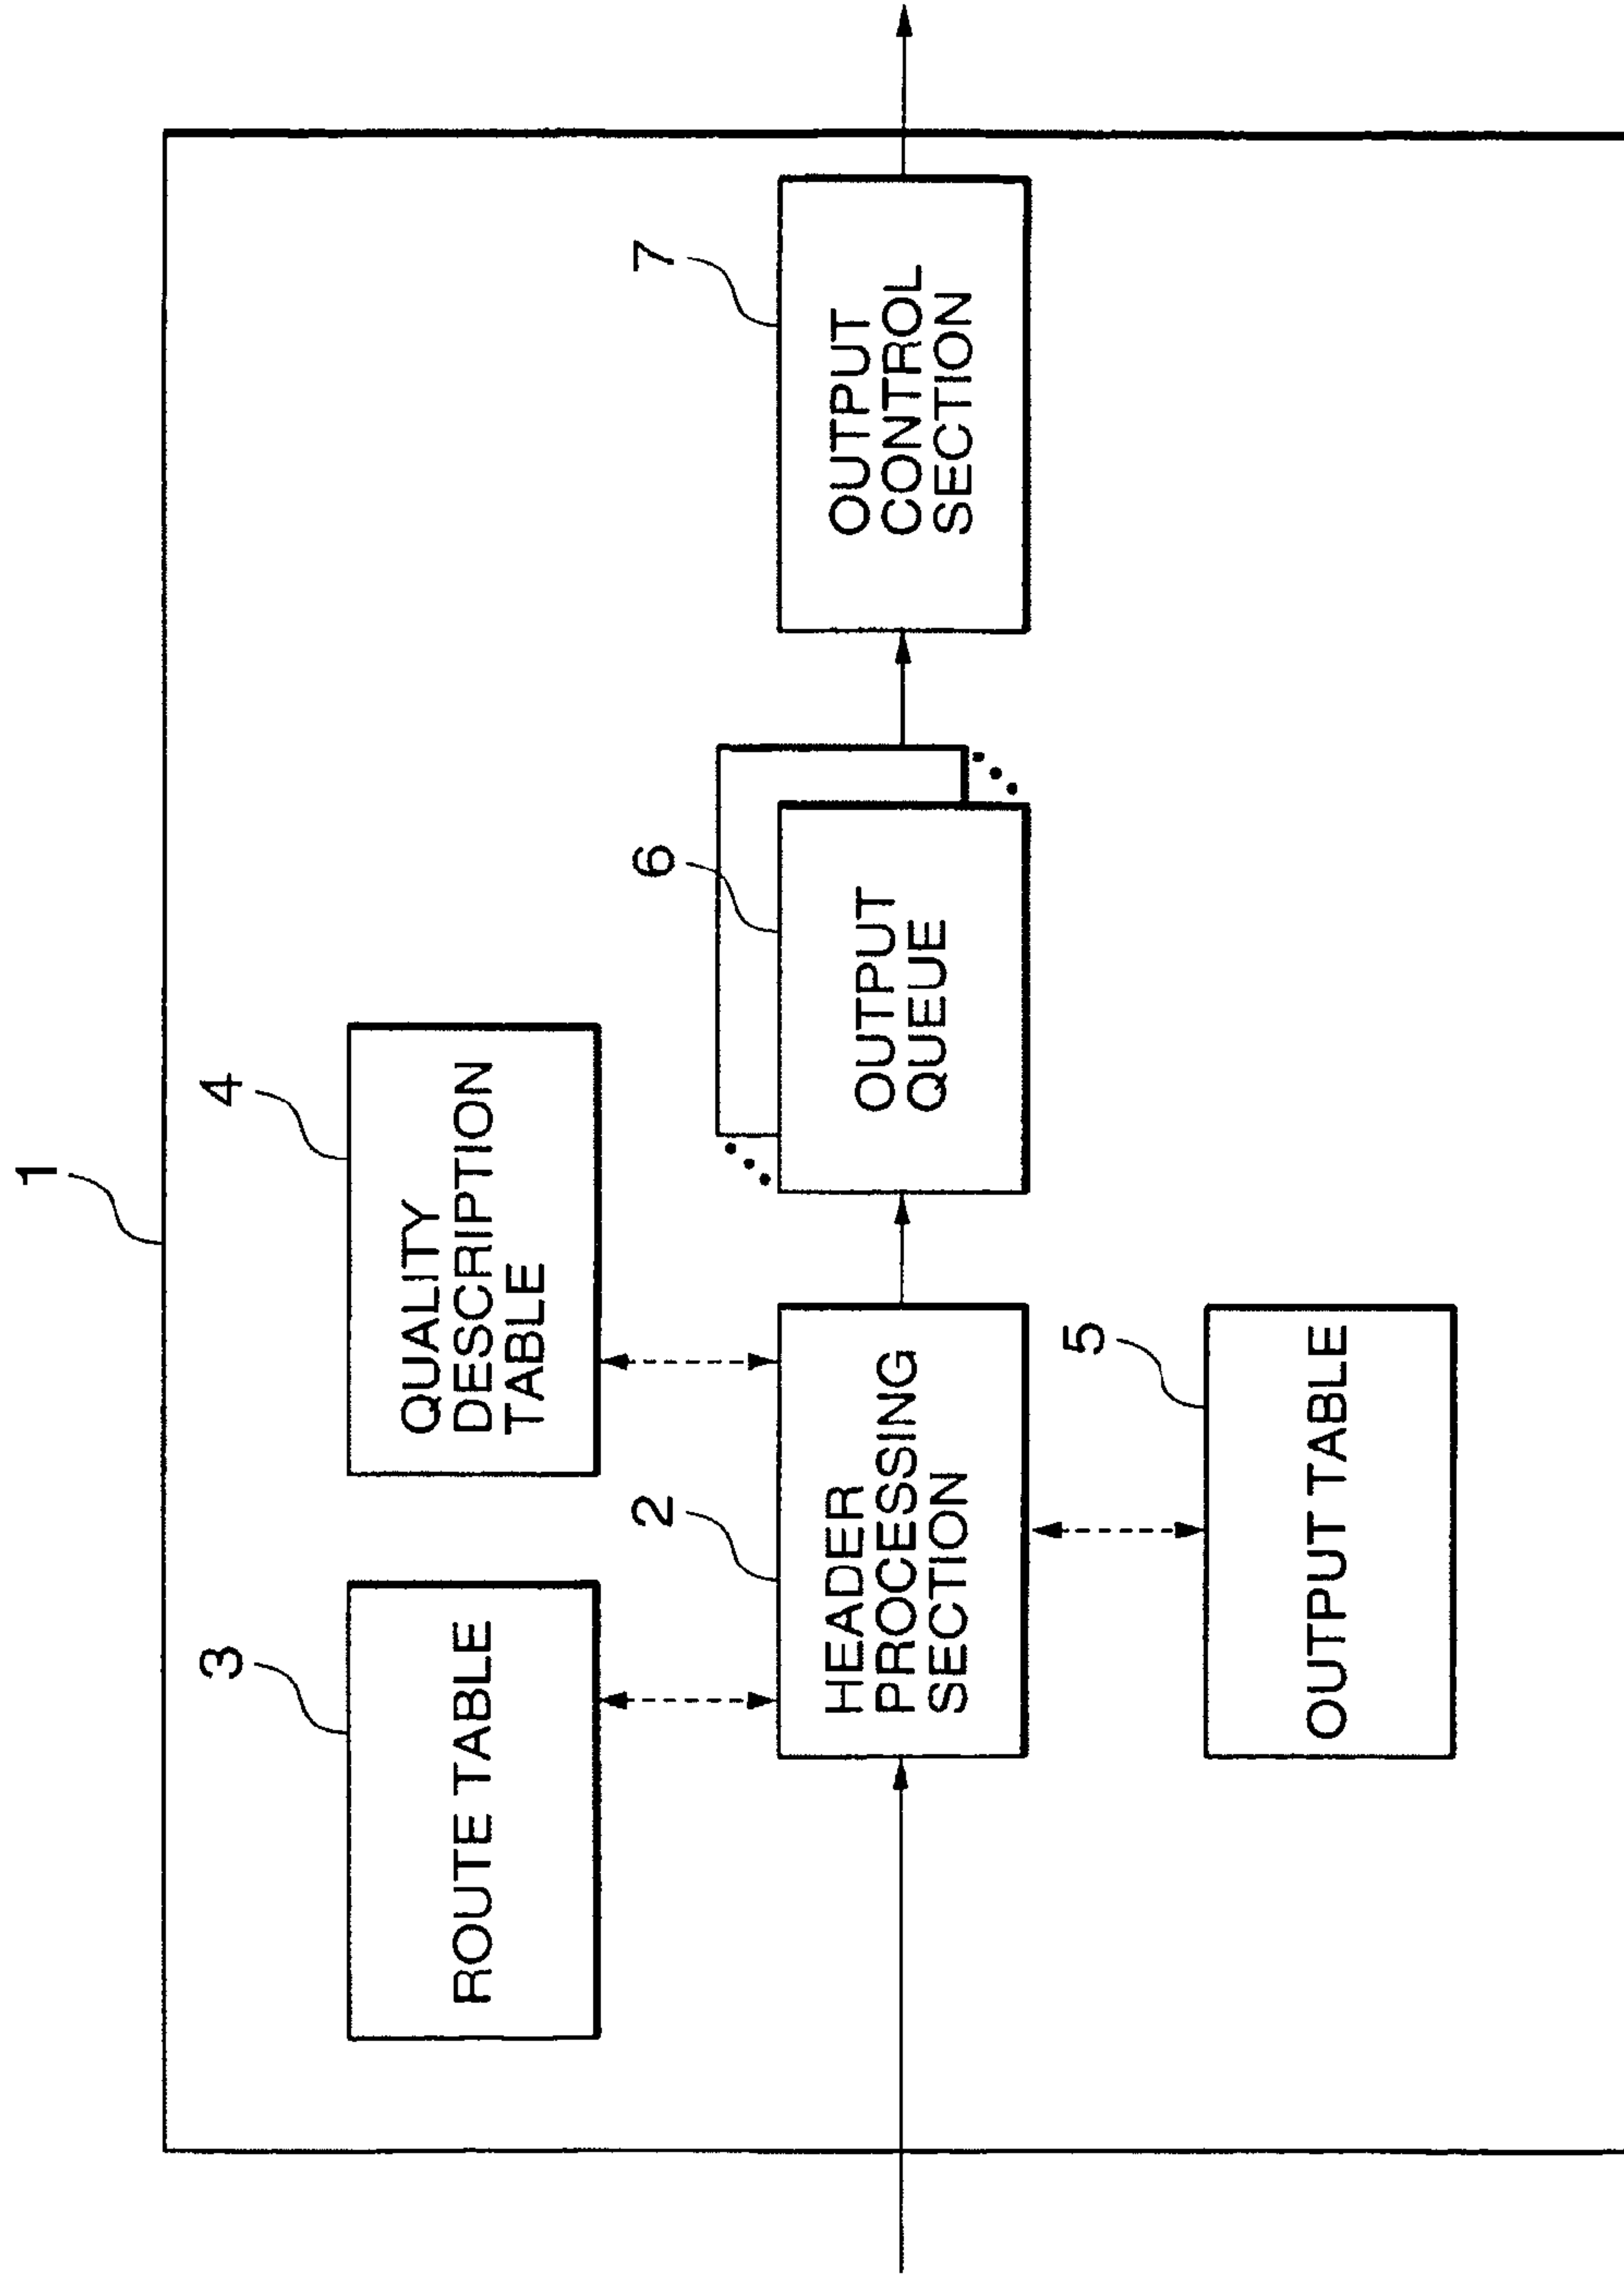 1
3
ROUTE TABLE
4
QUALITY
DESCRIPTION
TABLE
2
HEADER
PROCESSING
SECTION
6
OUTPUT
QUEUE
7
OUTPUT
CONTROL
SECTION
5
OUTPUT TABLE